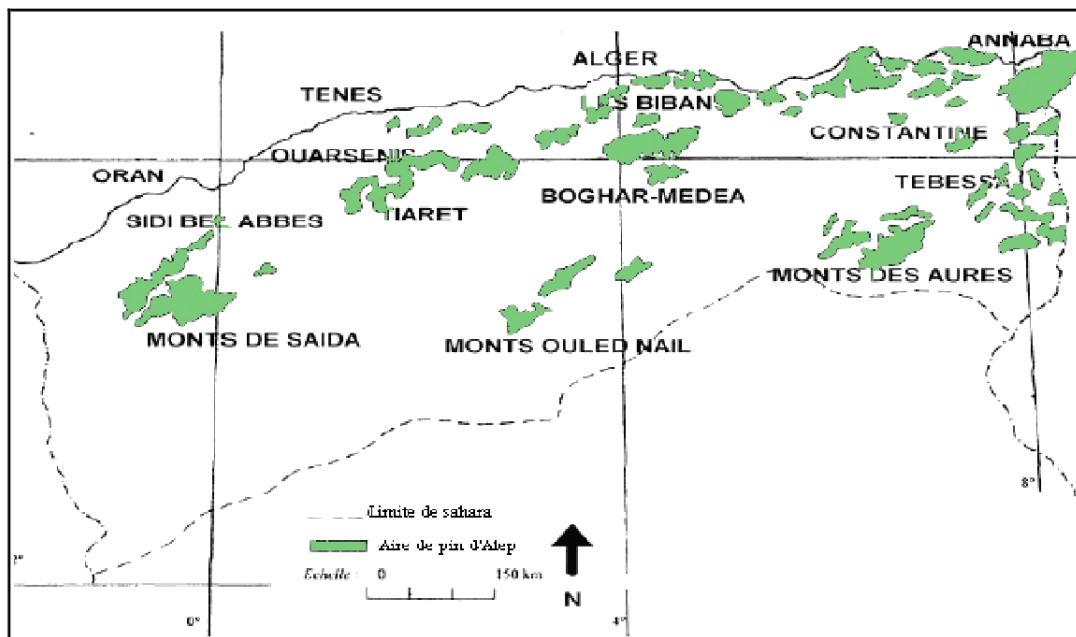 ANNABA
ALGER
TENES
LES BIBANS
CONSTANTINE
OUARSENIS
ORAN
TEBESSA
BOGHAR-MEDEA
TIARET
SIDI BEL ABBES
MONTS DES AURES
MONTS DE SAIDA
MONTS OULED NAIL
8°
Limite de sahara
Aire de pin d'Alep
Echelle : 0 150 km
N
0°
4°